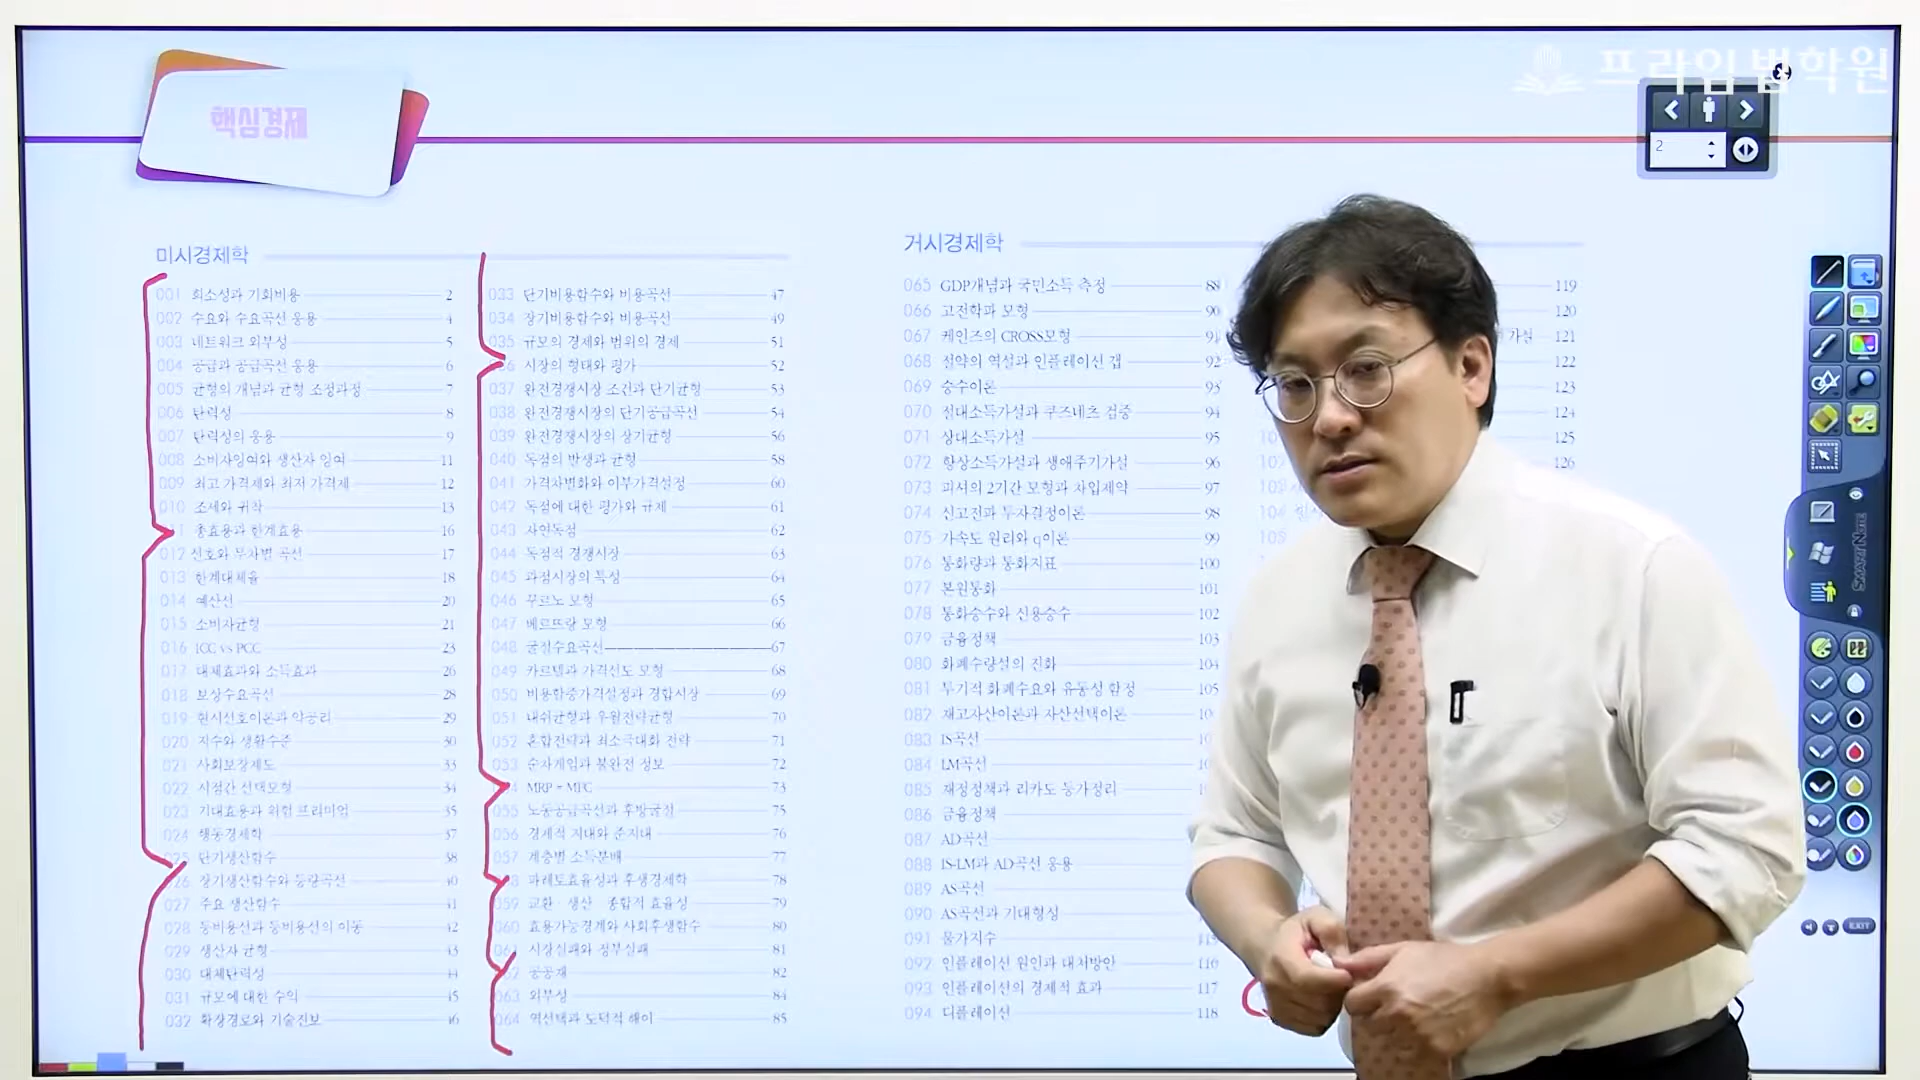 프라임법학원
핵심경제
2
미시경제학
001 희소성과 기회비용 2
002 수요와 수요곡선 응용 4
003 네트워크 외부성 5
004 공급과 공급곡선 응용 6
005 균형의 개념과 균형 조정과정 7
006 탄력성 8
007 탄력성의 응용 9
008 소비자잉여와 생산자 잉여 11
009 최고 가격제와 최저 가격제 12
010 조세와 귀착 13
총효용과 한계효용 16
012 선호와 무차별 곡선 17
013 한계대체율 18
014 예산선 20
015 소비자균형 21
016 ICC vs PCC 23
017 대체효과와 소득효과 26
018 보상수요곡선 28
019 현시선호이론과 약공리 29
020 지수와 생활수준 30
021 사회보장제도 33
022 시점간 선택모형 34
023 기대효용과 위험 프리미엄 35
024 행동경제학 37
025 단기생산함수 38
026 장기생산함수와 등량곡선 40
027 주요 생산함수 41
028 등비용선과 등비용선의 이동 42
029 생산자 균형 43
030 대체탄력성 44
031 규모에 대한 수익 45
032 확장경로와 기술진보 46
033 단기비용함수와 비용곡선 47
034 장기비용함수와 비용곡선 49
035 규모의 경제와 범위의 경제 51
시장의 형태와 평가 52
037 완전경쟁시장 조건과 단기균형 53
038 완전경쟁시장의 단기공급곡선 54
039 완전경쟁시장의 장기균형 56
040 독점의 발생과 균형 58
041 가격차별화와 이부가격설정 60
042 독점에 대한 평가와 규제 61
043 자연독점 62
044 독점적 경쟁시장 63
045 과점시장의 특성 64
046 꾸르노 모형 65
047 베르뜨랑 모형 66
048 굴절수요곡선 67
049 카르텔과 가격선도 모형 68
050 비용할증가격설정과 경합시장 69
051 내쉬균형과 우월전략균형 70
052 혼합전략과 최소극대화 전략 71
053 순차게임과 불완전 정보 72
MRP = MFC 73
055 노동공급곡선과 후방굴절 75
056 경제적 지대와 준지대 76
057 계층별 소득분배 77
파레토효율성과 후생경제학 78
059 교환 · 생산 · 종합적 효율성 79
060 효용가능경계와 사회후생함수 80
061 시장실패와 정부실패 81
공공재 82
063 외부성 84
064 역선택과 도덕적 해이 85
거시경제학
065 GDP개념과 국민소득 측정 88
066 고전학파 모형 90
067 케인즈의 CROSS모형 91
068 절약의 역설과 인플레이션 갭 92
069 승수이론 93
070 절대소득가설과 쿠즈네츠 검증 94
071 상대소득가설 95
072 항상소득가설과 생애주기가설 96
073 피셔의 2기간 모형과 차입제약 97
074 신고전파 투자결정이론 98
075 가속도 원리와 q이론 99
076 통화량과 통화지표 100
077 본원통화 101
078 통화승수와 신용승수 102
079 금융정책 103
080 화폐수량설의 진화 104
081 투기적 화폐수요와 유동성 함정 105
082 재고자산이론과 자산선택이론
083 IS곡선
084 LM곡선
085 재정정책과 리카도 등가정리
086 금융정책
087 AD곡선
088 IS-LM과 AD곡선 응용
089 AS곡선
090 AS곡선과 기대형성
091 물가지수 115
092 인플레이션 원인과 대처방안 116
093 인플레이션의 경제적 효과 117
094 디플레이션 118
119
120
가설 121
122
123
124
125
126
SMART NOTE
EXIT